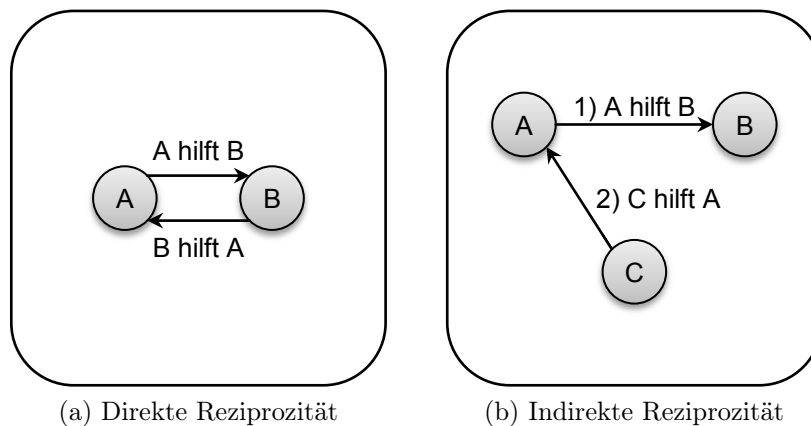 A hilft B
A
B
B hilft A
(a) Direkte Reziprozität
1) A hilft B
A
B
2) C hilft A
C
(b) Indirekte Reziprozität